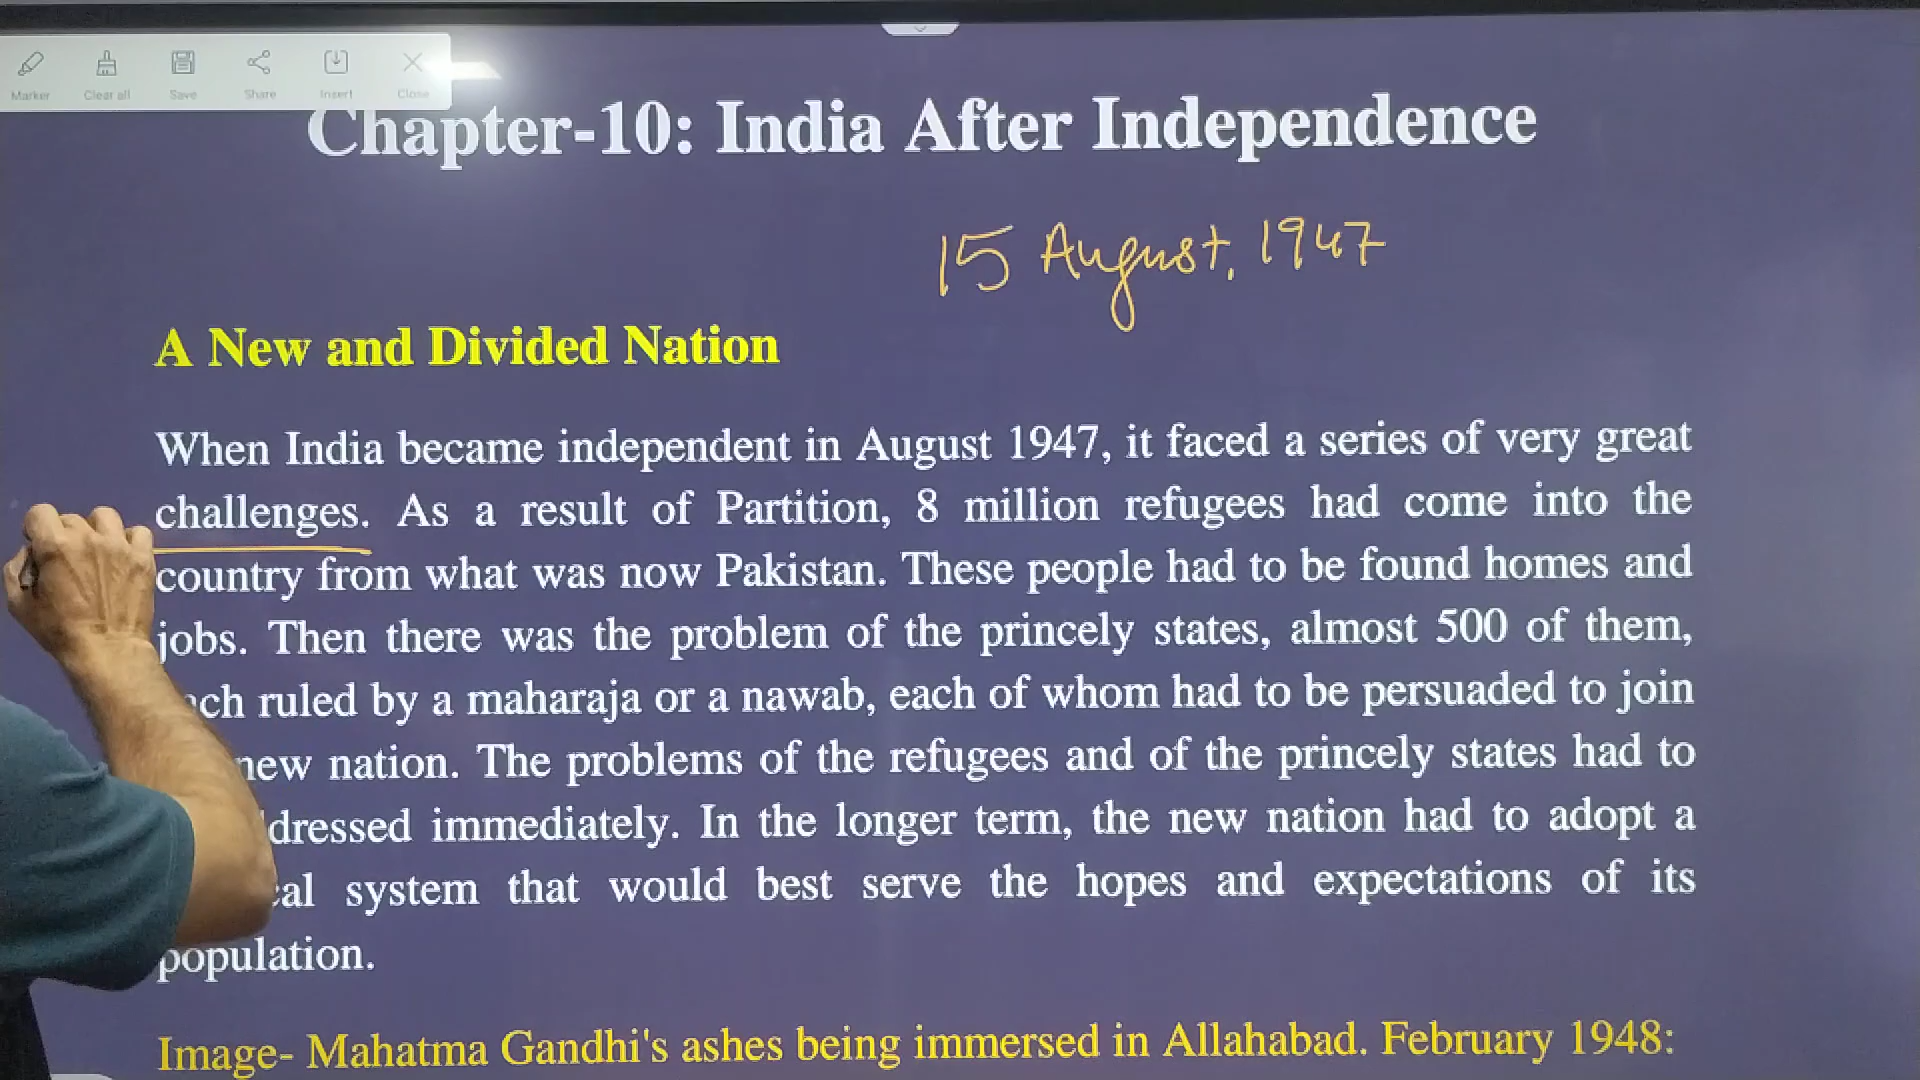 Marker Clear all Save Share Insert Close
Chapter-10: India After Independence
15 August, 1947
A New and Divided Nation
When India became independent in August 1947, it faced a series of very great
challenges. As a result of Partition, 8 million refugees had come into the
country from what was now Pakistan. These people had to be found homes and
jobs. Then there was the problem of the princely states, almost 500 of them,
ruled by a maharaja or a nawab, each of whom had to be persuaded to join
new nation. The problems of the refugees and of the princely states had to
immediately. In the longer term, the new nation had to adopt a
system that would best serve the hopes and expectations of its
population.
Image- Mahatma Gandhi's ashes being immersed in Allahabad. February 1948: